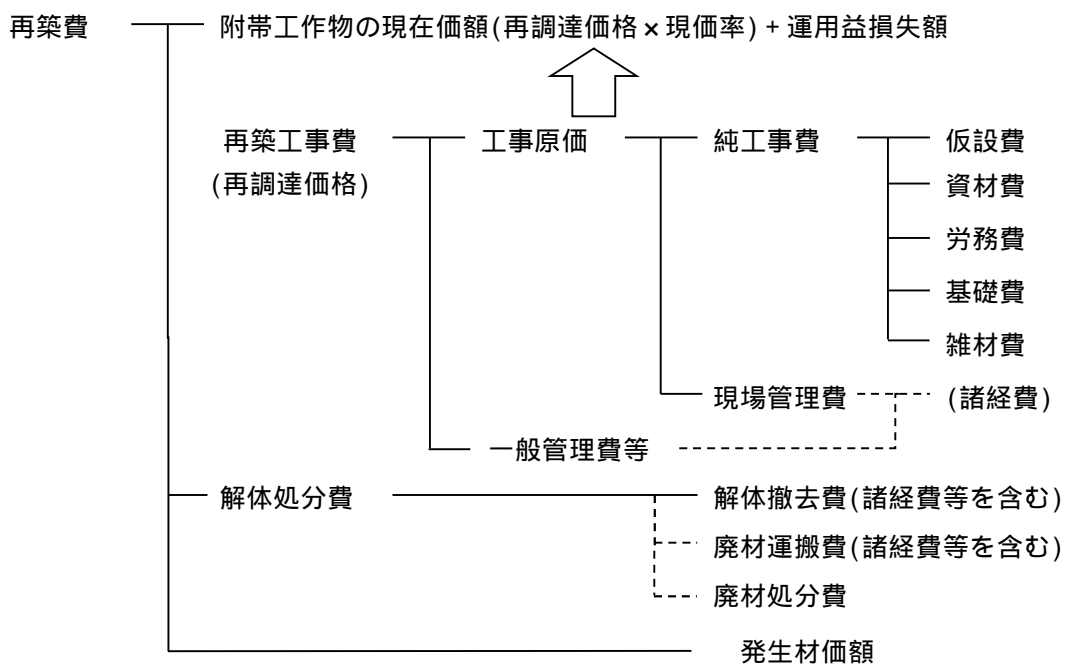 再築費 附帯工作物の現在価額(再調達価格×現価率)+運用益損失額
再築工事費 工事原価 純工事費 仮設費
(再調達価格) 資材費
労務費
基礎費
雑材費
現場管理費 (諸経費)
一般管理費等
解体処分費 解体撤去費(諸経費等を含む)
廃材運搬費(諸経費等を含む)
廃材処分費
発生材価額